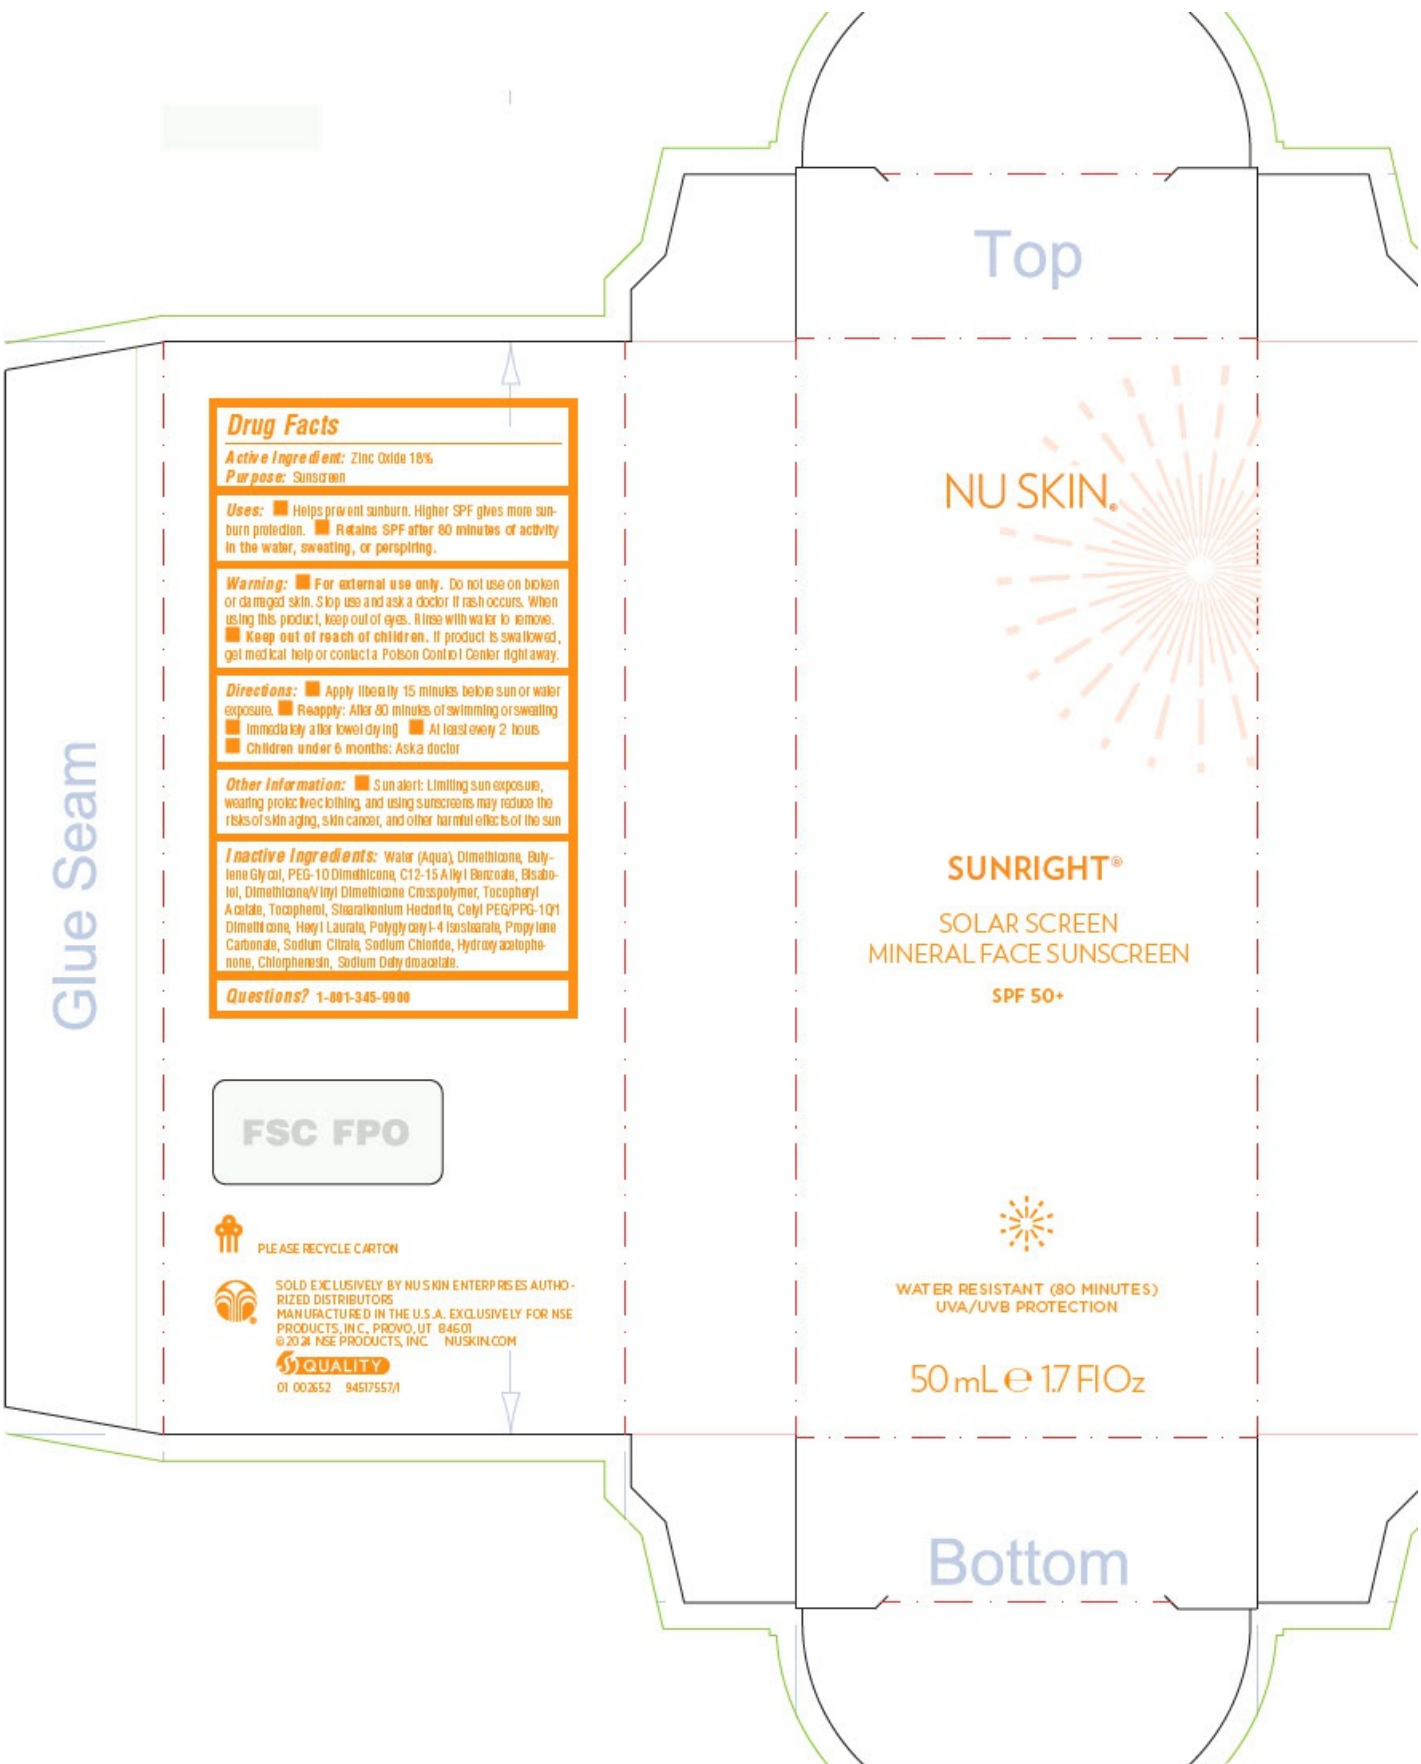 Top
Glue Seam
Drug Facts
Active Ingredient: Zinc Oxide 18%
Purpose: Sunscreen
Uses: ■ Helps prevent sunburn. Higher SPF gives more sun-
burn protection. ■ Retains SPF after 80 minutes of activity
in the water, sweating, or perspiring.
Warning: ■ For external use only. Do not use on broken
or damaged skin. Stop use and ask a doctor if rash occurs. When
using this product, keep out of eyes. Rinse with water to remove.
■ Keep out of reach of children. If product is swallowed,
get medical help or contact a Poison Control Center right away.
Directions: ■ Apply liberally 15 minutes before sun or water
exposure. ■ Reapply: After 80 minutes of swimming or sweating
■ Immediately after towel drying ■ At least every 2 hours
■ Children under 6 months: Ask a doctor
Other Information: ■ Sun alert: Limiting sun exposure,
wearing protective clothing, and using sunscreens may reduce the
risks of skin aging, skin cancer, and other harmful effects of the sun
Inactive Ingredients: Water (Aqua), Dimethicone, Buty-
lene Glycol, PEG-10 Dimethicone, C12-15 Alkyl Benzoate, Bisabo-
lol, Dimethicone/Vinyl Dimethicone Crosspolymer, Tocopheryl
Acetate, Tocopherol, Stearalkonium Hectorite, Cetyl PEG/PPG-10/1
Dimethicone, Hexyl Laurate, Polyglyceryl-4 Isostearate, Propylene
Carbonate, Sodium Citrate, Sodium Chloride, Hydroxyacetophe-
none, Chlorphenesin, Sodium Dehydroacetate.
Questions? 1-801-345-9900
FSC FPO
PLEASE RECYCLE CARTON
SOLD EXCLUSIVELY BY NU SKIN ENTERPRISES AUTHO-
RIZED DISTRIBUTORS
MANUFACTURED IN THE U.S.A. EXCLUSIVELY FOR NSE
PRODUCTS, INC., PROVO, UT 84601
©2024 NSE PRODUCTS, INC. NUSKIN.COM
QUALITY
01 002652 94517557/1
NU SKIN®
SUNRIGHT®
SOLAR SCREEN
MINERAL FACE SUNSCREEN
SPF 50+
WATER RESISTANT (80 MINUTES)
UVA/UVB PROTECTION
50 mL ℮ 1.7 Fl Oz
Bottom